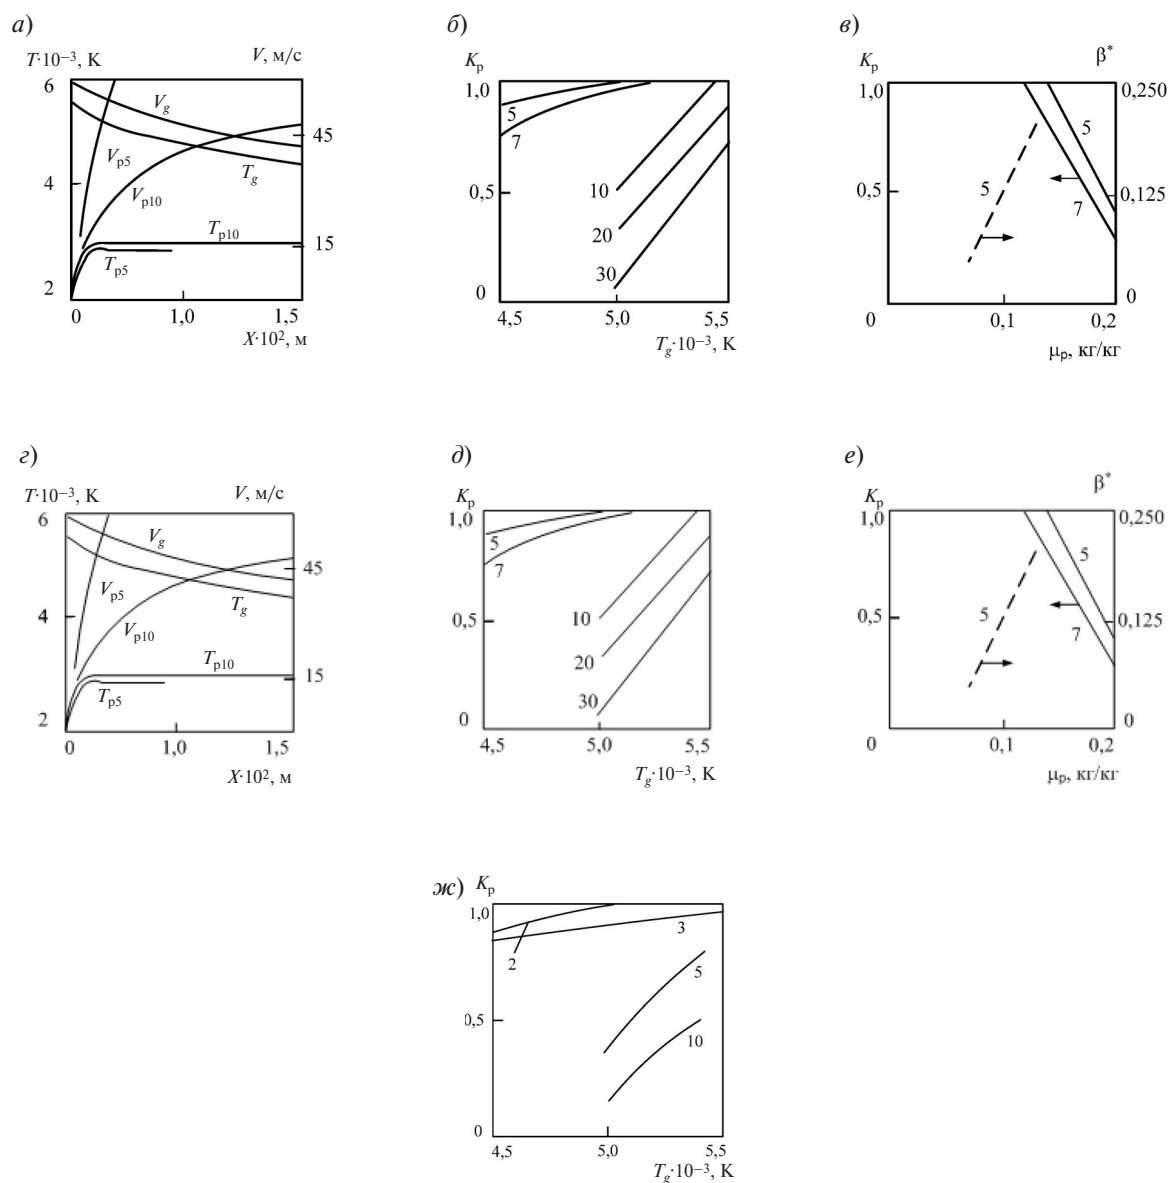 а)
T·10⁻³, К V, м/с
6
V_g
45
V_p5
T_g
4
V_p10
T_p10
15
T_p5
2
0 1,0 1,5
X·10², м
б)
K_p
1,0
5
7
0,5
10
20
30
0
4,5 5,0 5,5
T_g·10⁻³, К
в)
K_p β*
1,0 0,250
5
5
0,5 0,125
7
0
0 0,1 0,2
μ_p, кг/кг
г)
T·10⁻³, К V, м/с
6
V_g
45
V_p5
T_g
4
V_p10
T_p10
15
T_p5
2
0 1,0 1,5
X·10², м
д)
K_p
1,0
5
7
0,5
10
20
30
0
4,5 5,0 5,5
T_g·10⁻³, К
е)
K_p β*
1,0 0,250
5
5
0,5 0,125
7
0
0 0,1 0,2
μ_p, кг/кг
ж) K_p
1,0
3
2
5
0,5
10
0
4,5 5,0 5,5
T_g·10⁻³, К